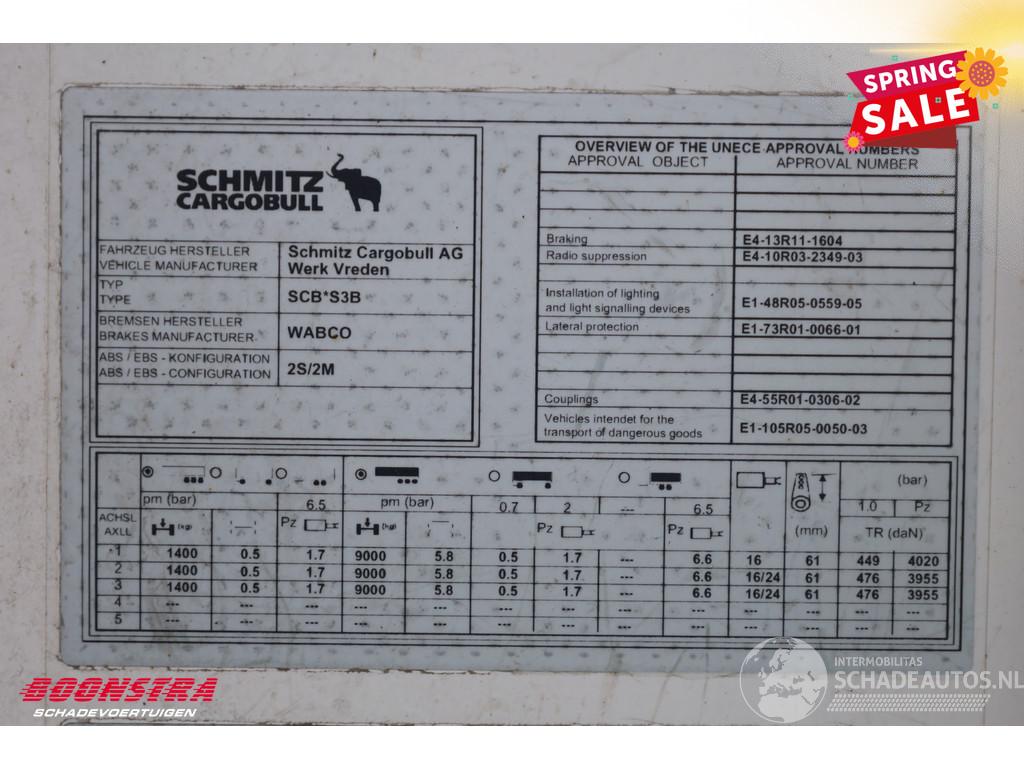 SPRING
SALE
SCHMITZ
CARGOBULL
FAHRZEUG HERSTELLER
VEHICLE MANUFACTURER
Schmitz Cargobull AG
Werk Vreden
TYP
TYPE
SCB*S3B
BREMSEN HERSTELLER
BRAKES MANUFACTURER
WABCO
ABS / EBS - KONFIGURATION
ABS / EBS - CONFIGURATION
2S/2M
OVERVIEW OF THE UNECE-APPROVAL NUMBERS
APPROVAL OBJECT APPROVAL NUMBER
Braking E4-13R11-1604
Radio suppression E4-10R03-2349-03
Installation of lighting
and light signalling devices E1-48R05-0559-05
Lateral protection E1-73R01-0066-01
Couplings E4-55R01-0306-02
Vehicles intendet for the
transport of dangerous goods E1-105R05-0050-03
(bar)
pm (bar) 6.5 pm (bar) 0.7 2 --- 6.5 1.0 Pz
ACHSL
AXLL
(kg) Pz (kg) Pz Pz (mm) TR (daN)
1 1400 0.5 1.7 9000 5.8 0.5 1.7 --- 6.6 16 61 449 4020
2 1400 0.5 1.7 9000 5.8 0.5 1.7 --- 6.6 16/24 61 476 3955
3 1400 0.5 1.7 9000 5.8 0.5 1.7 --- 6.6 16/24 61 476 3955
4 --- --- --- --- --- --- --- --- --- --- --- --- ---
5 --- --- --- --- --- --- --- --- --- --- --- --- ---
BOONSTRA
SCHADEVOERTUIGEN
INTERMOBILITAS
SCHADEAUTOS.NL